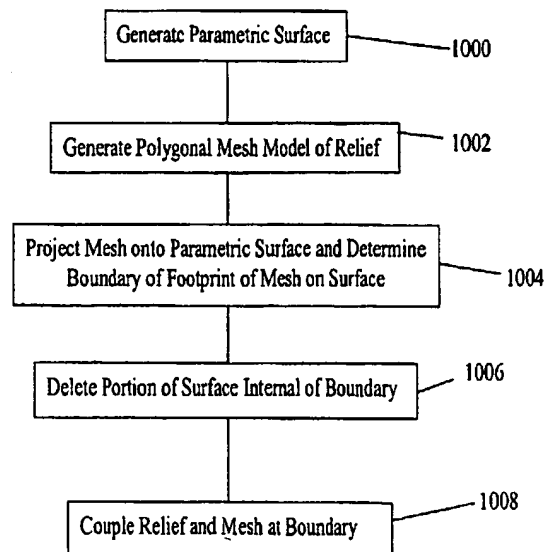 Generate Parametric Surface
1000
Generate Polygonal Mesh Model of Relief
1002
Project Mesh onto Parametric Surface and Determine
Boundary of Footprint of Mesh on Surface
1004
Delete Portion of Surface Internal of Boundary
1006
Couple Relief and Mesh at Boundary
1008